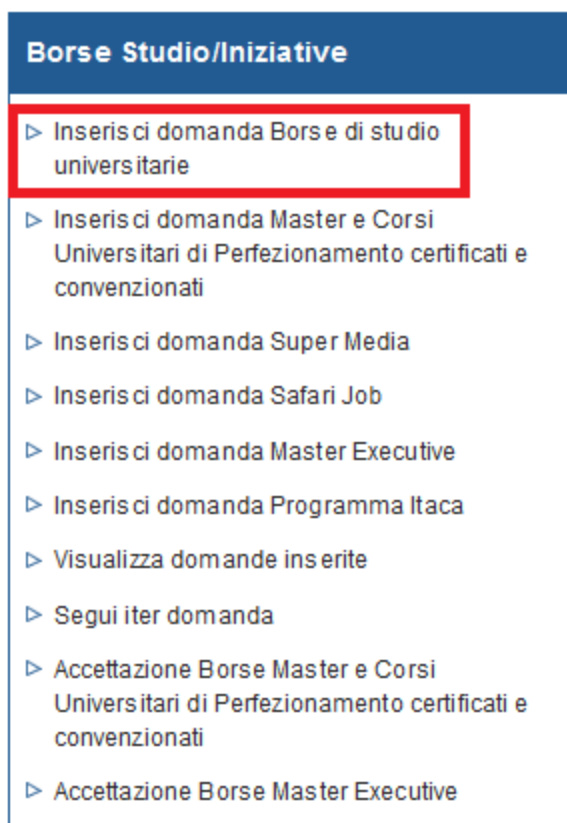 Borse Studio/Iniziative
Inserisci domanda Borse di studio
universitarie
Inserisci domanda Master e Corsi
Universitari di Perfezionamento certificati e
convenzionati
Inserisci domanda Super Media
Inserisci domanda Safari Job
Inserisci domanda Master Executive
Inserisci domanda Programma Itaca
Visualizza domande inserite
Segui iter domanda
Accettazione Borse Master e Corsi
Universitari di Perfezionamento certificati e
convenzionati
Accettazione Borse Master Executive